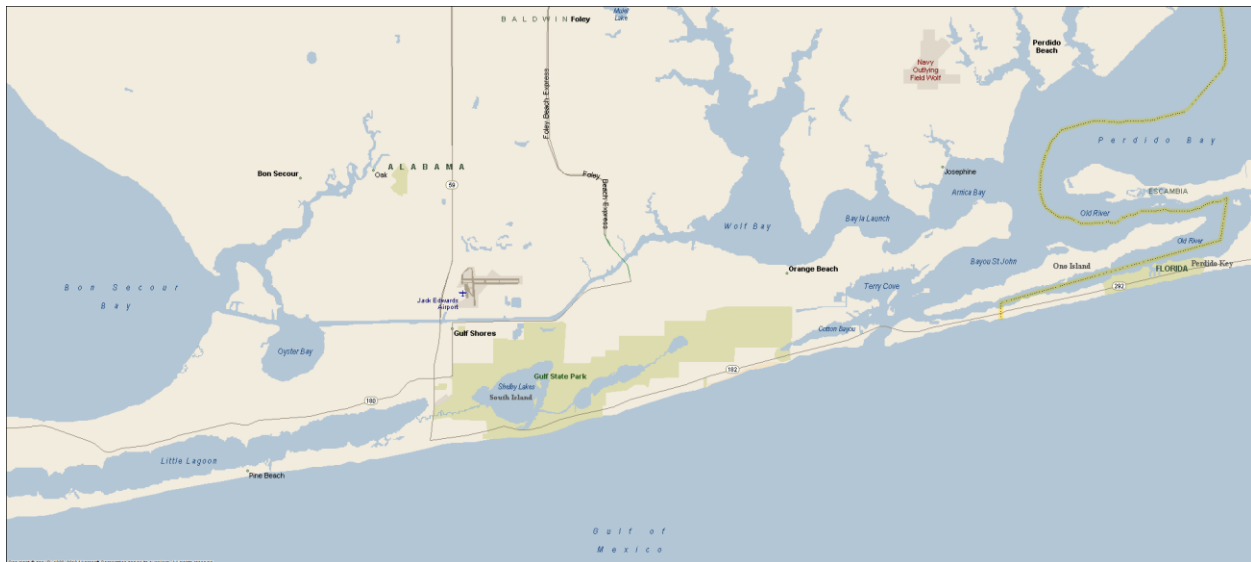 BALDWIN
Foley
Mulet
Lake
Perdido
Beach
Navy
Outlying
Field Wolf
Foley-Beach-Express
Perdido Bay
ALABAMA
Bon Secour
Oak
59
Foley
Beach-Express
Josephine
Arnica Bay
ESCAMBIA
Old River
Bay la Launch
Wolf Bay
Old River
Bayou St John
Ono Island
Perdido Key
FLORIDA
Orange Beach
Bon Secour
Bay
Terry Cove
292
Jack Edwards
Airport
Gulf Shores
Cotton Bayou
Oyster Bay
182
Gulf State Park
Shelby Lakes
South Island
180
Little Lagoon
Pine Beach
Gulf of
Mexico